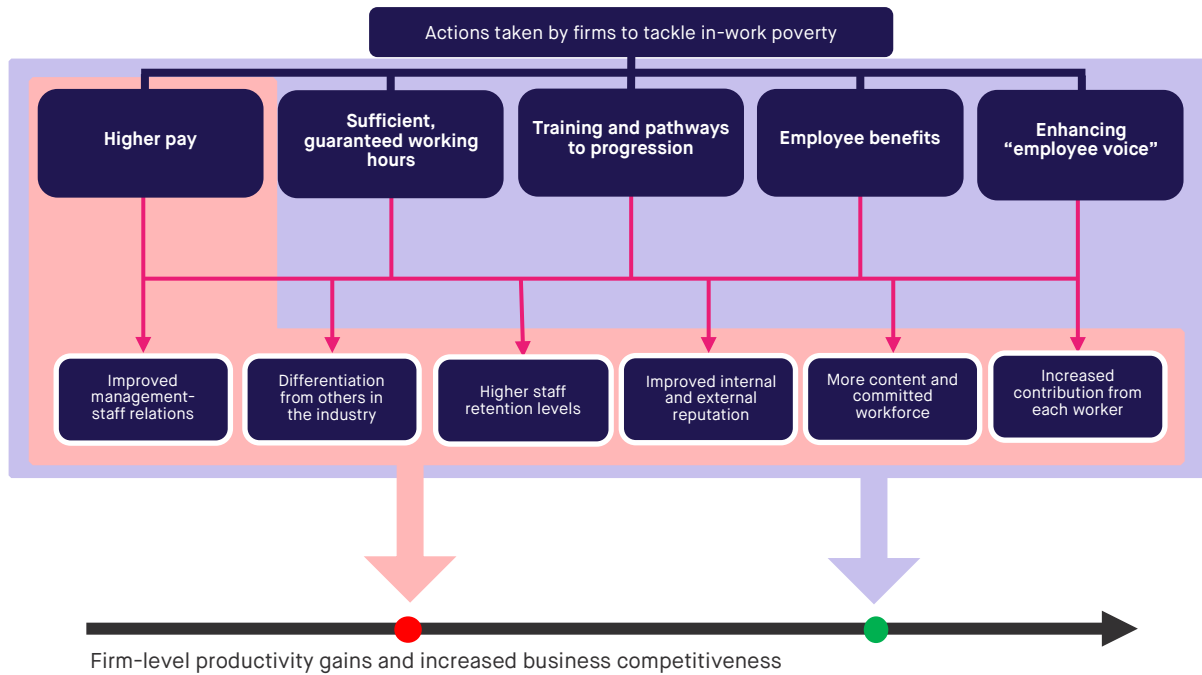 Actions taken by firms to tackle in-work poverty
Higher pay
Sufficient,
guaranteed working
hours
Training and pathways
to progression
Employee benefits
Enhancing
“employee voice”
Improved
management-
staff relations
Differentiation
from others in
the industry
Higher staff
retention levels
Improved internal
and external
reputation
More content and
committed
workforce
Increased
contribution from
each worker
Firm-level productivity gains and increased business competitiveness